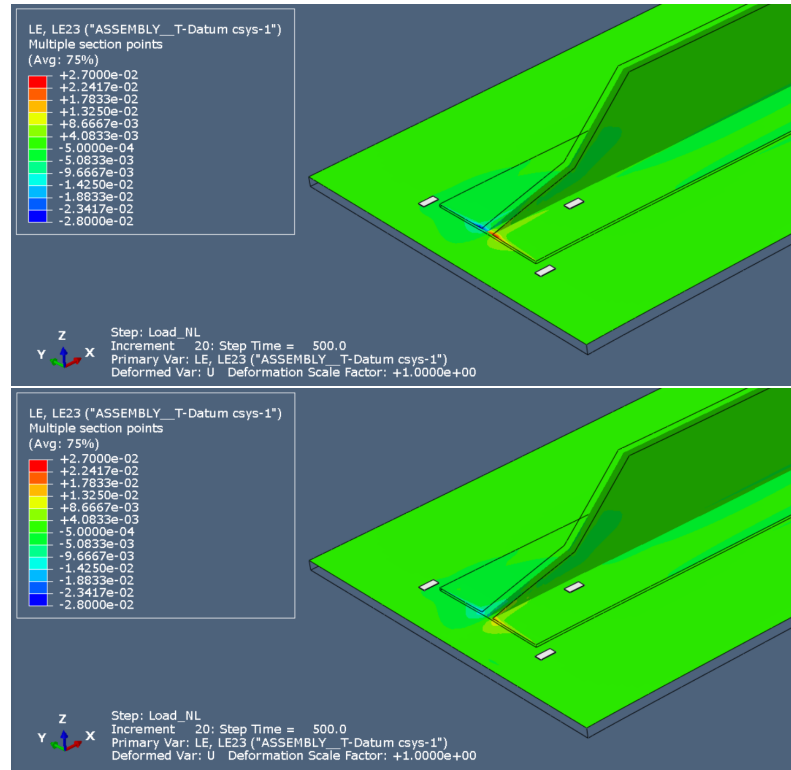 LE, LE23 ("ASSEMBLY__T-Datum csys-1")
Multiple section points
(Avg: 75%)
+2.7000e-02
+2.2417e-02
+1.7833e-02
+1.3250e-02
+8.6667e-03
+4.0833e-03
-5.0000e-04
-5.0833e-03
-9.6667e-03
-1.4250e-02
-1.8833e-02
-2.3417e-02
-2.8000e-02
Z
Y
X
Step: Load_NL
Increment 20: Step Time = 500.0
Primary Var: LE, LE23 ("ASSEMBLY__T-Datum csys-1")
Deformed Var: U Deformation Scale Factor: +1.0000e+00
LE, LE23 ("ASSEMBLY__T-Datum csys-1")
Multiple section points
(Avg: 75%)
+2.7000e-02
+2.2417e-02
+1.7833e-02
+1.3250e-02
+8.6667e-03
+4.0833e-03
-5.0000e-04
-5.0833e-03
-9.6667e-03
-1.4250e-02
-1.8833e-02
-2.3417e-02
-2.8000e-02
Z
Y
X
Step: Load_NL
Increment 20: Step Time = 500.0
Primary Var: LE, LE23 ("ASSEMBLY__T-Datum csys-1")
Deformed Var: U Deformation Scale Factor: +1.0000e+00